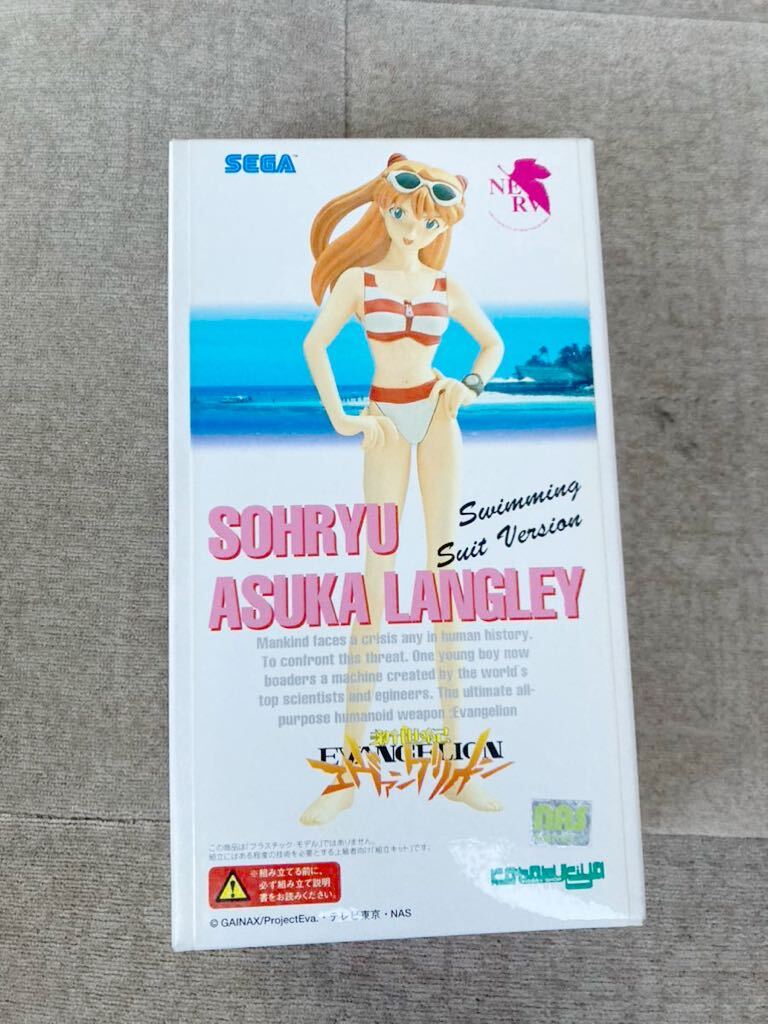 SEGA
NERV
SOHRYU
ASUKA LANGLEY
Swimming
Suit Version
Mankind faces a crisis any in human history.
To confront this threat. One young boy now
boaders a machine created by the world's
top scientists and egineers. The ultimate all-
purpose humanoid weapon :Evangelion
新世紀
EVANGELION
エヴァンゲリオン
NAS
この商品は「プラスチック・モデル」ではありません。
組立にはある程度の技術を必要とする上級者向け「組立キット」です。
※組み立てる前に、
必ず組み立て説明
書をお読みください。
kotobukiya
© GAINAX/ProjectEva.・テレビ東京・NAS